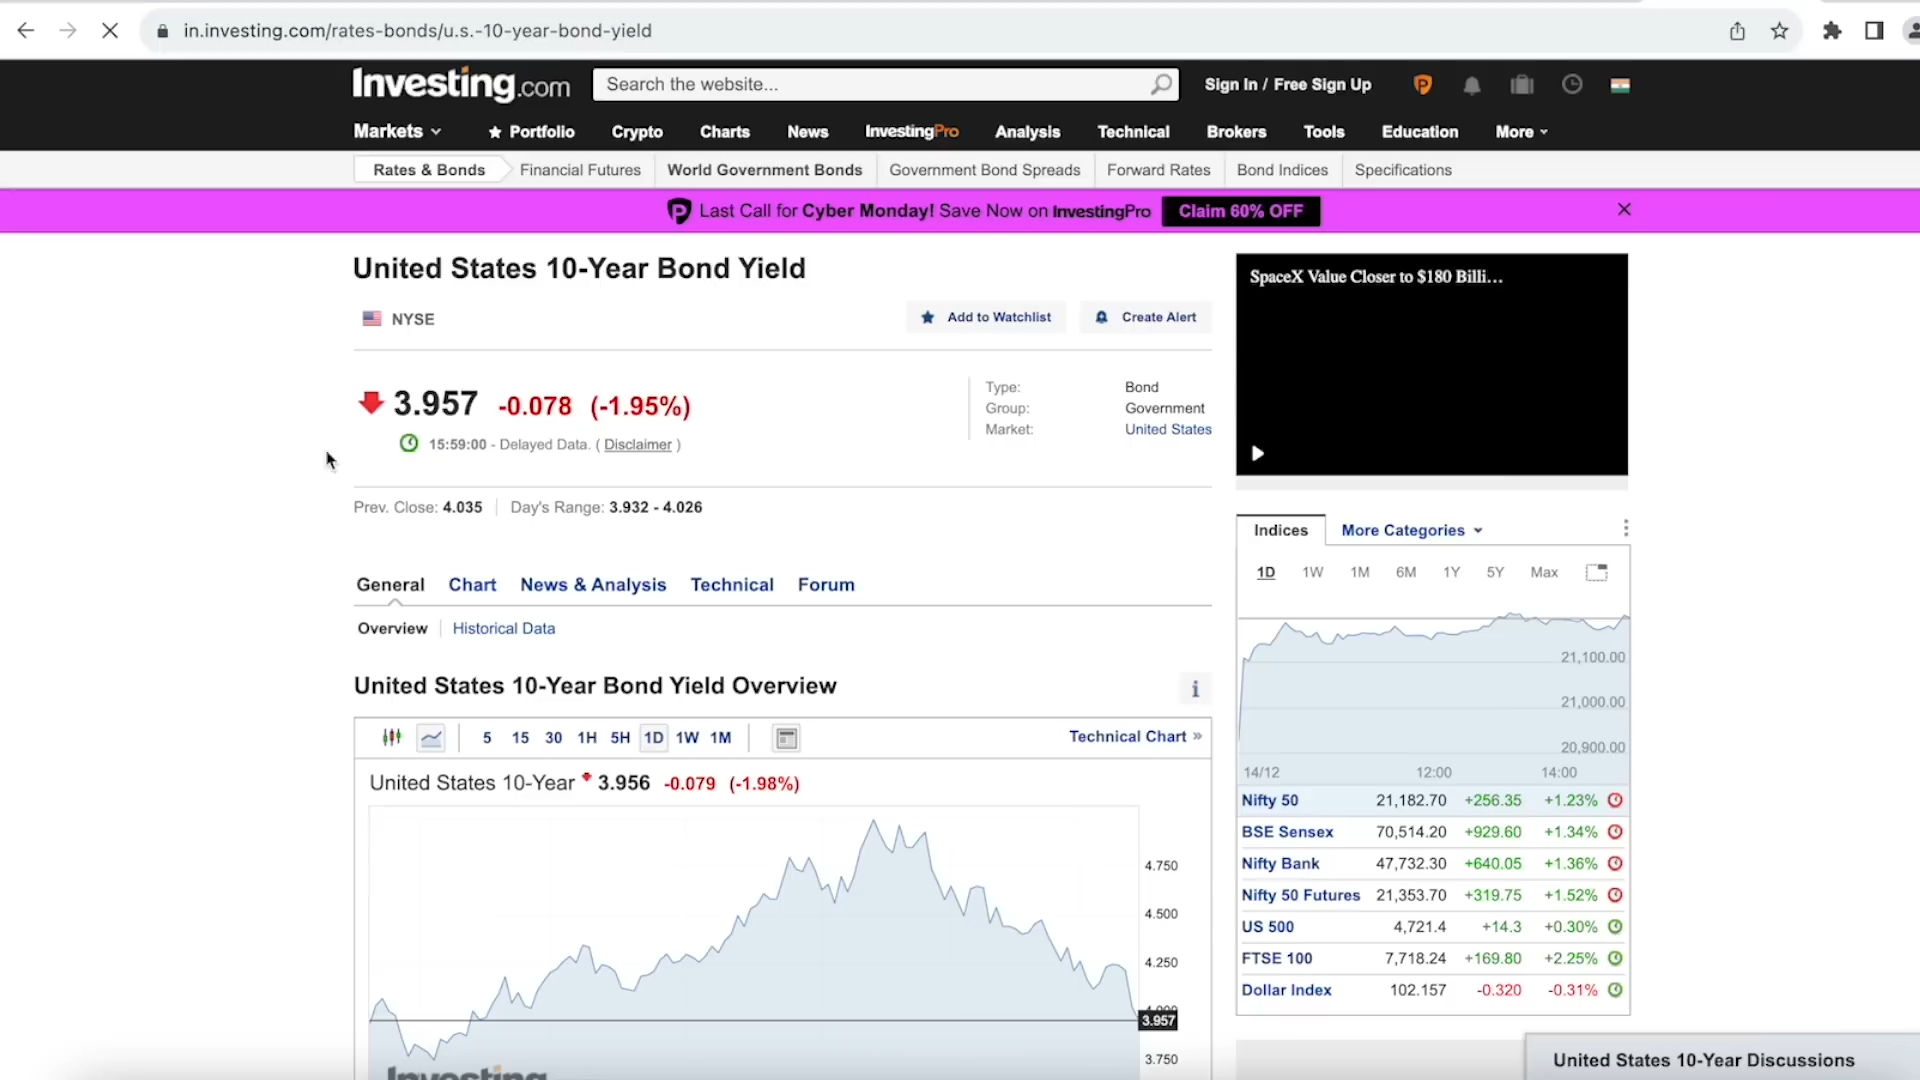 in.investing.com/rates-bonds/u.s.-10-year-bond-yield
Investing.com
Search the website...
Sign In / Free Sign Up
Markets
Portfolio
Crypto
Charts
News
InvestingPro
Analysis
Technical
Brokers
Tools
Education
More
Rates & Bonds
Financial Futures
World Government Bonds
Government Bond Spreads
Forward Rates
Bond Indices
Specifications
Last Call for Cyber Monday! Save Now on InvestingPro
Claim 60% OFF
United States 10-Year Bond Yield
NYSE
Add to Watchlist
Create Alert
3.957 -0.078 (-1.95%)
15:59:00 - Delayed Data. ( Disclaimer )
Type: Bond
Group: Government
Market: United States
Prev. Close: 4.035
Day's Range: 3.932 - 4.026
General
Chart
News & Analysis
Technical
Forum
Overview
Historical Data
United States 10-Year Bond Yield Overview
i
5 15 30 1H 5H 1D 1W 1M
Technical Chart »
United States 10-Year 3.956 -0.079 (-1.98%)
4.750
4.500
4.250
4.000
3.957
3.750
Investing
SpaceX Value Closer to $180 Billi...
Indices
More Categories
1D 1W 1M 6M 1Y 5Y Max
21,100.00
21,000.00
20,900.00
14/12 12:00 14:00
Nifty 50 21,182.70 +256.35 +1.23%
BSE Sensex 70,514.20 +929.60 +1.34%
Nifty Bank 47,732.30 +640.05 +1.36%
Nifty 50 Futures 21,353.70 +319.75 +1.52%
US 500 4,721.4 +14.3 +0.30%
FTSE 100 7,718.24 +169.80 +2.25%
Dollar Index 102.157 -0.320 -0.31%
United States 10-Year Discussions